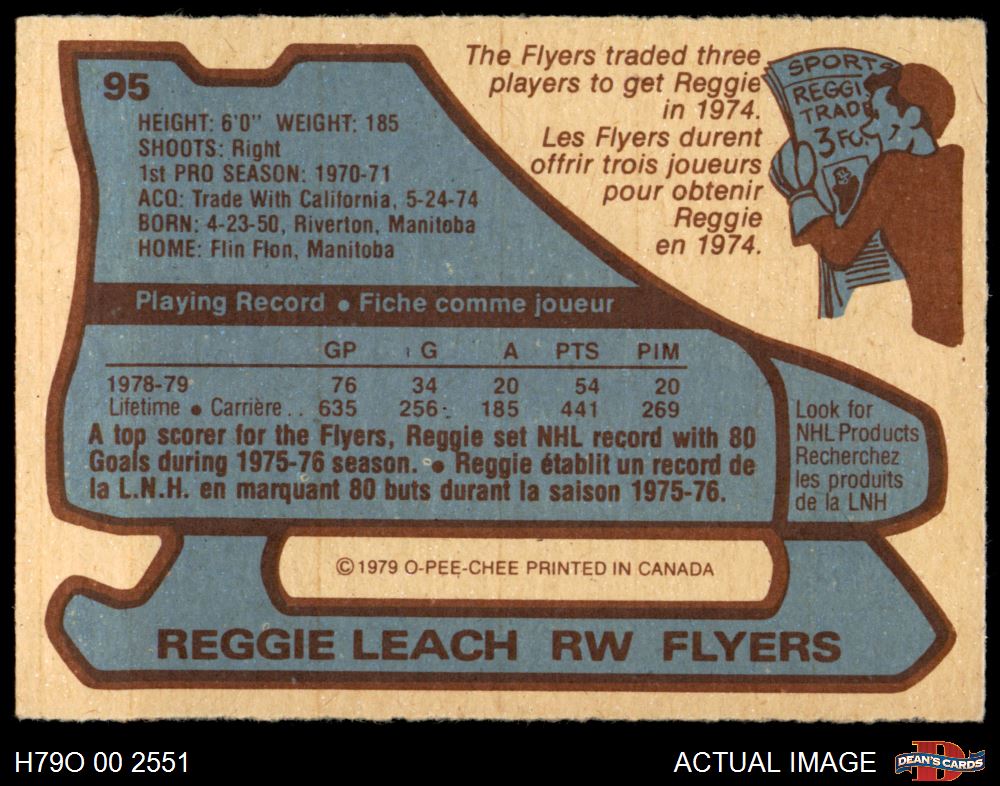 95
HEIGHT: 6'0" WEIGHT: 185
SHOOTS: Right
1st PRO SEASON: 1970-71
ACQ: Trade With California, 5-24-74
BORN: 4-23-50, Riverton, Manitoba
HOME: Flin Flon, Manitoba
The Flyers traded three
players to get Reggie
in 1974.
Les Flyers durent
offrir trois joueurs
pour obtenir
Reggie
en 1974.
SPORTS
REGGI
TRADE
3 FO
Playing Record ● Fiche comme joueur
GP G A PTS PIM
1978-79 76 34 20 54 20
Lifetime ● Carrière . . 635 256 185 441 269
A top scorer for the Flyers, Reggie set NHL record with 80
Goals during 1975-76 season. ● Reggie établit un record de
la L.N.H. en marquant 80 buts durant la saison 1975-76.
Look for
NHL Products
Recherchez
les produits
de la LNH
©1979 O-PEE-CHEE PRINTED IN CANADA
REGGIE LEACH RW FLYERS
H79O 00 2551
ACTUAL IMAGE
D
DEAN'S CARDS